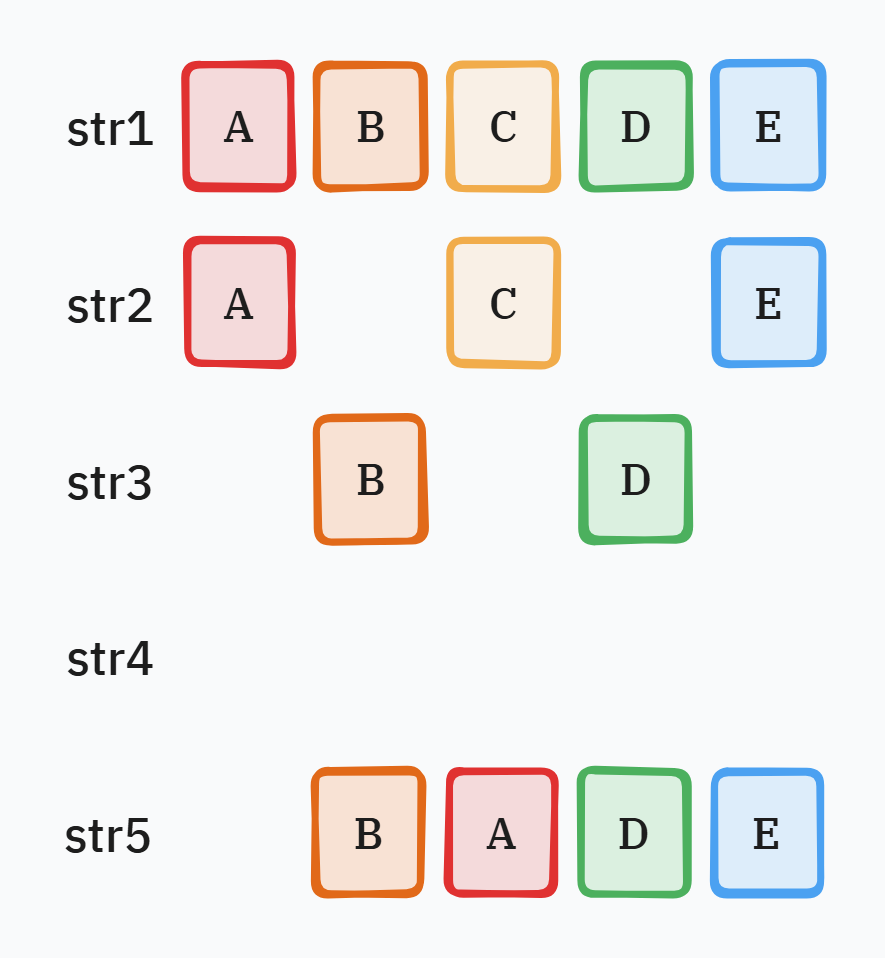 str1 A B C D E
str2 A C E
str3 B D
str4
str5 B A D E